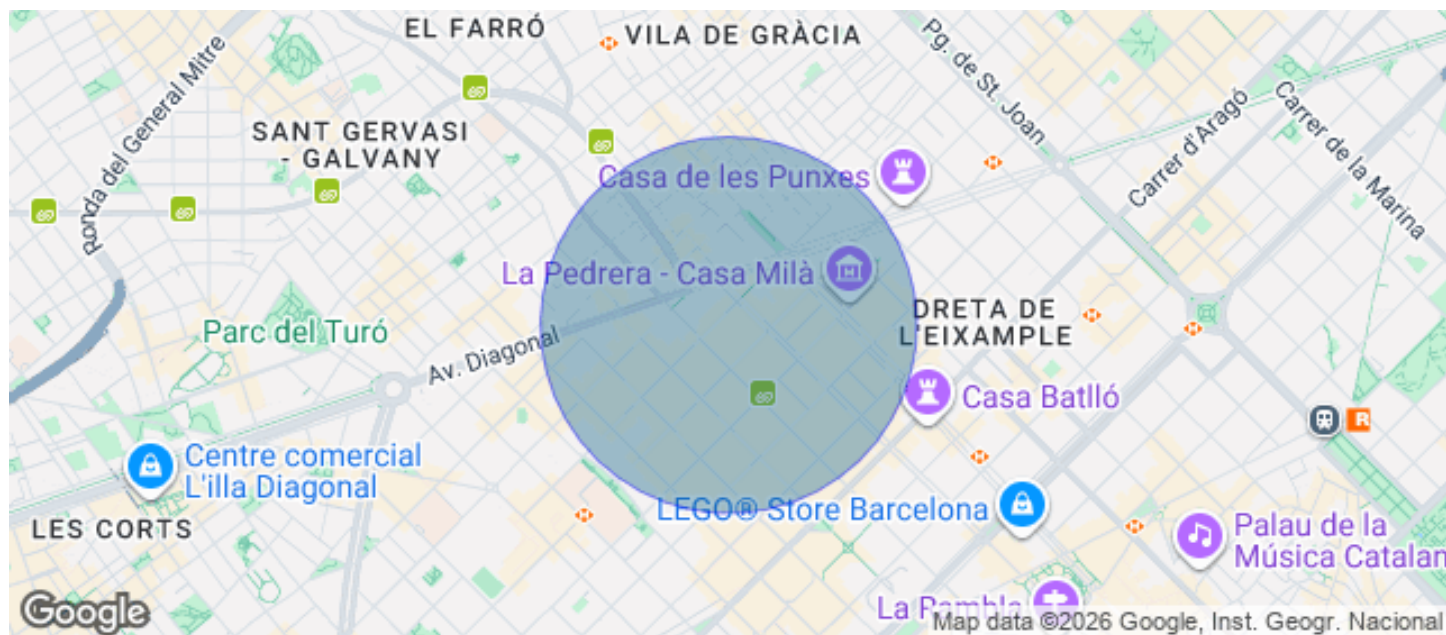 EL FARRÓ
VILA DE GRÀCIA
Pg. de St. Joan
Ronda del General Mitre
SANT GERVASI
- GALVANY
Carrer d'Aragó
Carrer de la Marina
Casa de les Punxes
La Pedrera - Casa Milà
DRETA DE
L'EIXAMPLE
Parc del Turó
Av. Diagonal
Casa Batlló
R
Centre comercial
L'illa Diagonal
LEGO® Store Barcelona
LES CORTS
Palau de la
Música Catalan
La Rambla
Google
Map data ©2026 Google, Inst. Geogr. Nacional